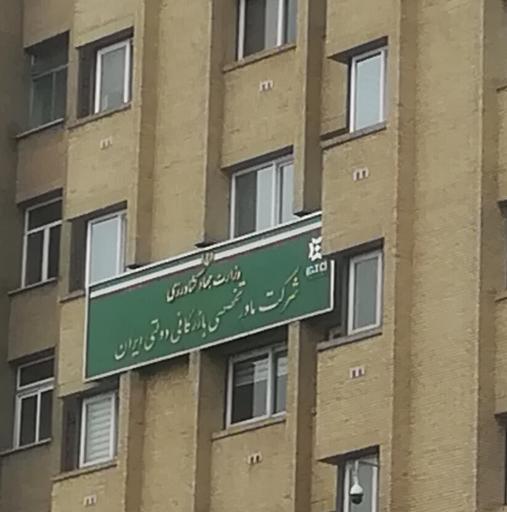 وزارت جهاد کشاورزی
GTC
شرکت مادر تخصصی بازرگانی دولتی ایران